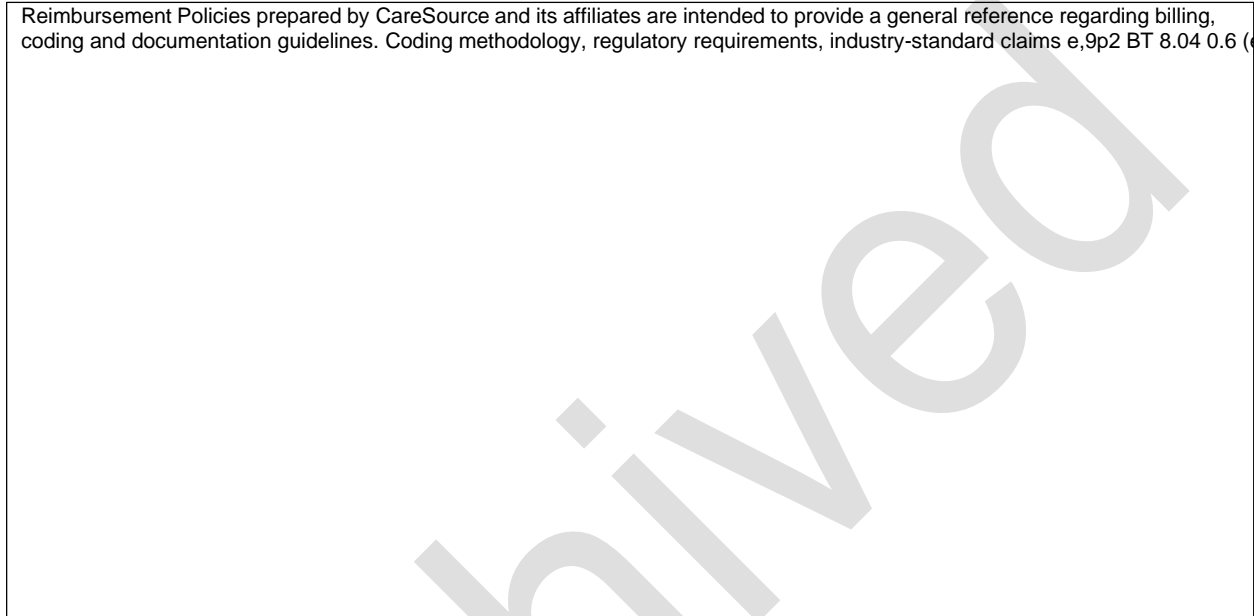 Reimbursement Policies prepared by CareSource and its affiliates are intended to provide a general reference regarding billing,
coding and documentation guidelines. Coding methodology, regulatory requirements, industry-standard claims e,9p2 BT 8.04 0.6 (
hived